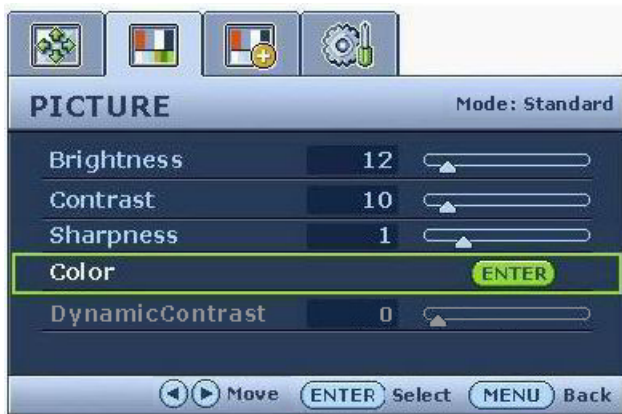 PICTURE Mode: Standard
Brightness 12
Contrast 10
Sharpness 1
Color ENTER
DynamicContrast 0
Move ENTER Select MENU Back